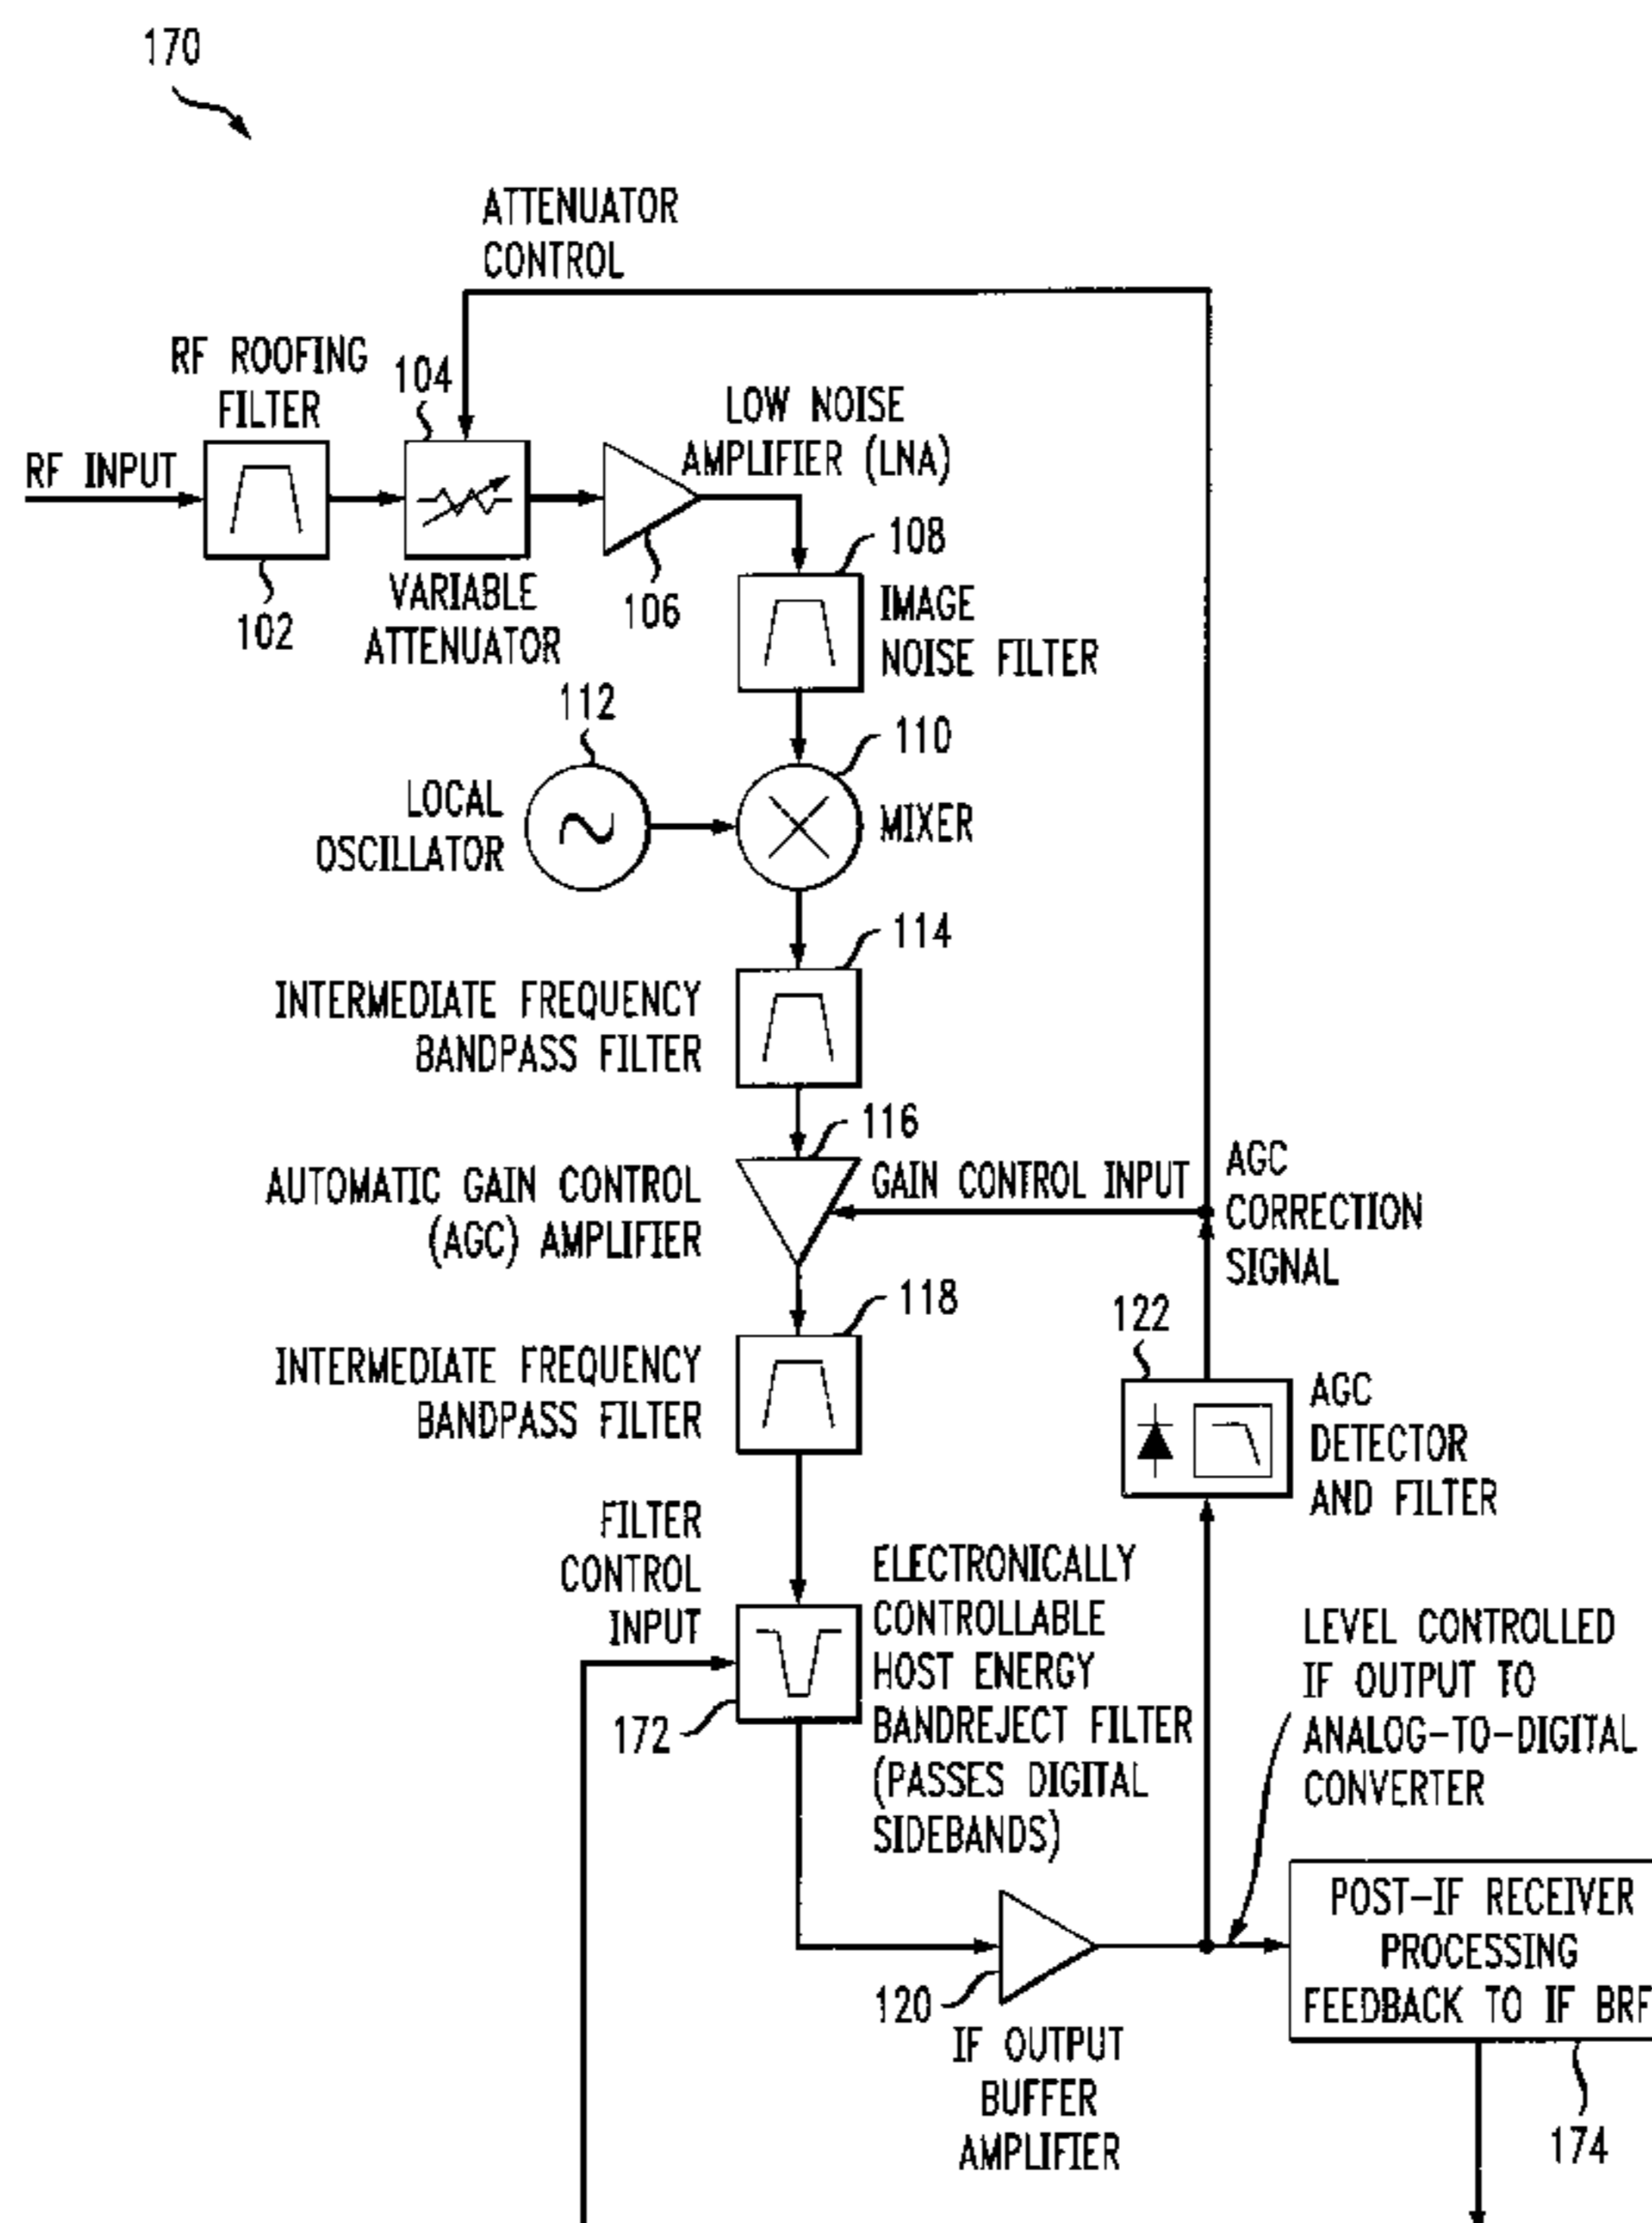 170
ATTENUATOR
CONTROL
RF ROOFING
FILTER
104
LOW NOISE
AMPLIFIER (LNA)
RF INPUT
102
VARIABLE
ATTENUATOR
106
108
IMAGE
NOISE FILTER
112
110
LOCAL
OSCILLATOR
MIXER
114
INTERMEDIATE FREQUENCY
BANDPASS FILTER
116
AUTOMATIC GAIN CONTROL
(AGC) AMPLIFIER
GAIN CONTROL INPUT
AGC
CORRECTION
SIGNAL
118
122
INTERMEDIATE FREQUENCY
BANDPASS FILTER
AGC
DETECTOR
AND FILTER
FILTER
CONTROL
INPUT
ELECTRONICALLY
CONTROLLABLE
HOST ENERGY
BANDREJECT FILTER
(PASSES DIGITAL
SIDEBANDS)
172
LEVEL CONTROLLED
IF OUTPUT TO
ANALOG-TO-DIGITAL
CONVERTER
POST-IF RECEIVER
PROCESSING
FEEDBACK TO IF BRF
120
IF OUTPUT
BUFFER
AMPLIFIER
174